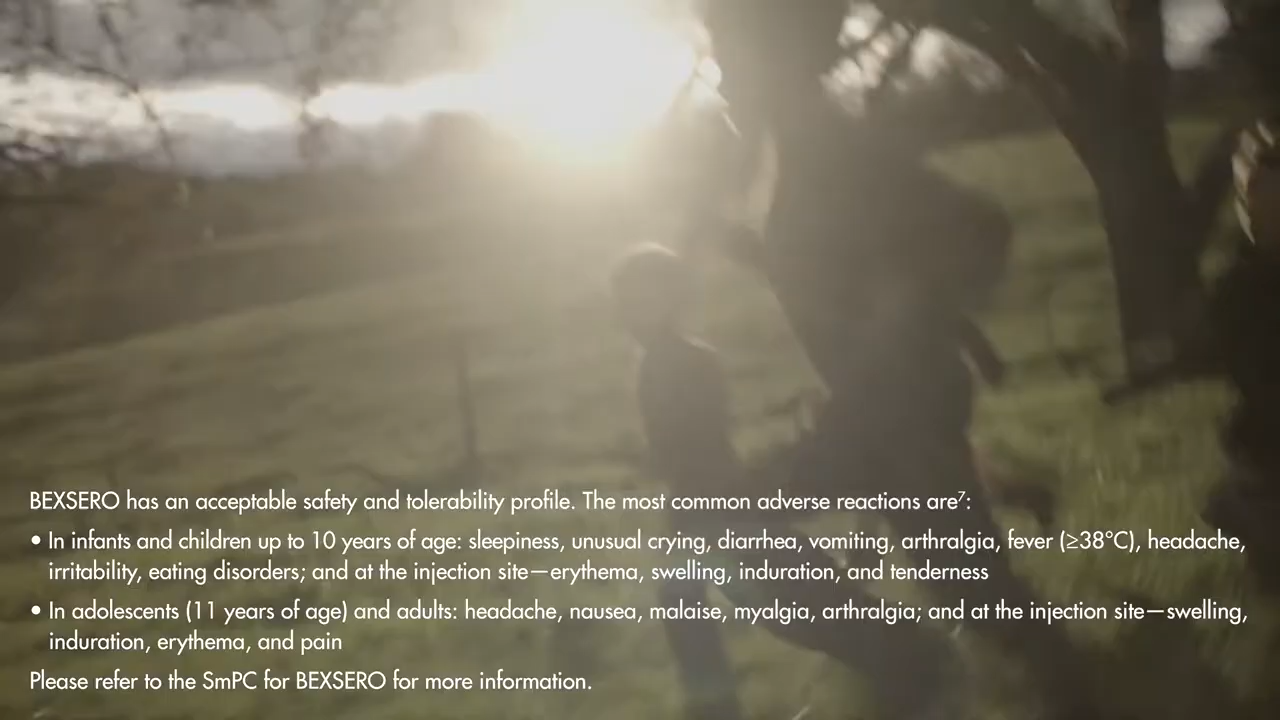 BEXSERO has an acceptable safety and tolerability profile. The most common adverse reactions are⁷:
• In infants and children up to 10 years of age: sleepiness, unusual crying, diarrhea, vomiting, arthralgia, fever (≥38°C), headache,
irritability, eating disorders; and at the injection site—erythema, swelling, induration, and tenderness
• In adolescents (11 years of age) and adults: headache, nausea, malaise, myalgia, arthralgia; and at the injection site—swelling,
induration, erythema, and pain
Please refer to the SmPC for BEXSERO for more information.